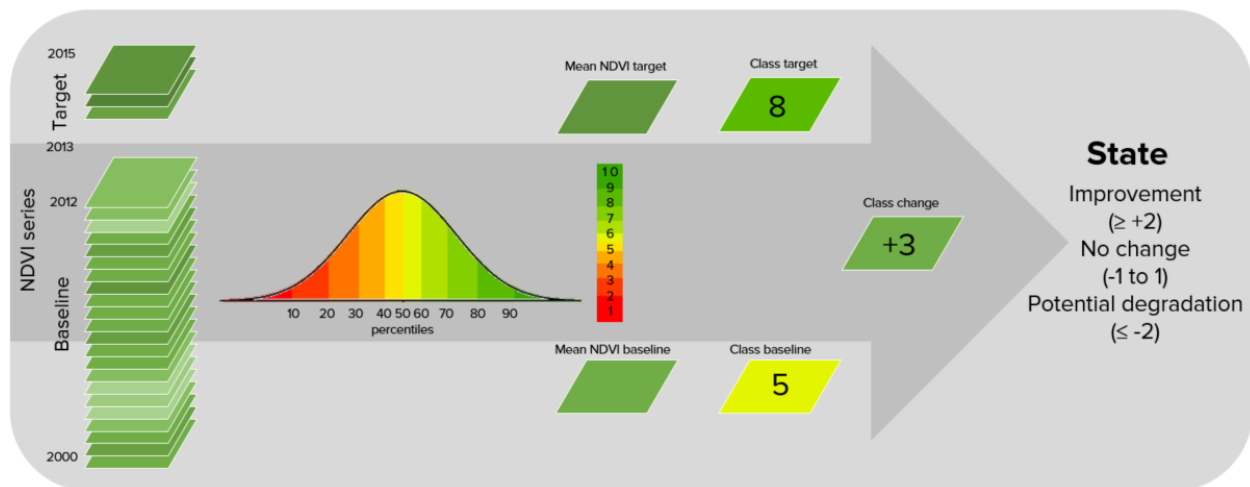 2015
Target
2013
NDVI series
2012
Baseline
2000
10 20 30 40 50 60 70 80 90
percentiles
10
9
8
7
6
5
4
3
2
1
Mean NDVI target
Class target
8
Mean NDVI baseline
Class baseline
5
Class change
+3
State
Improvement
(≥ +2)
No change
(-1 to 1)
Potential degradation
(≤ -2)